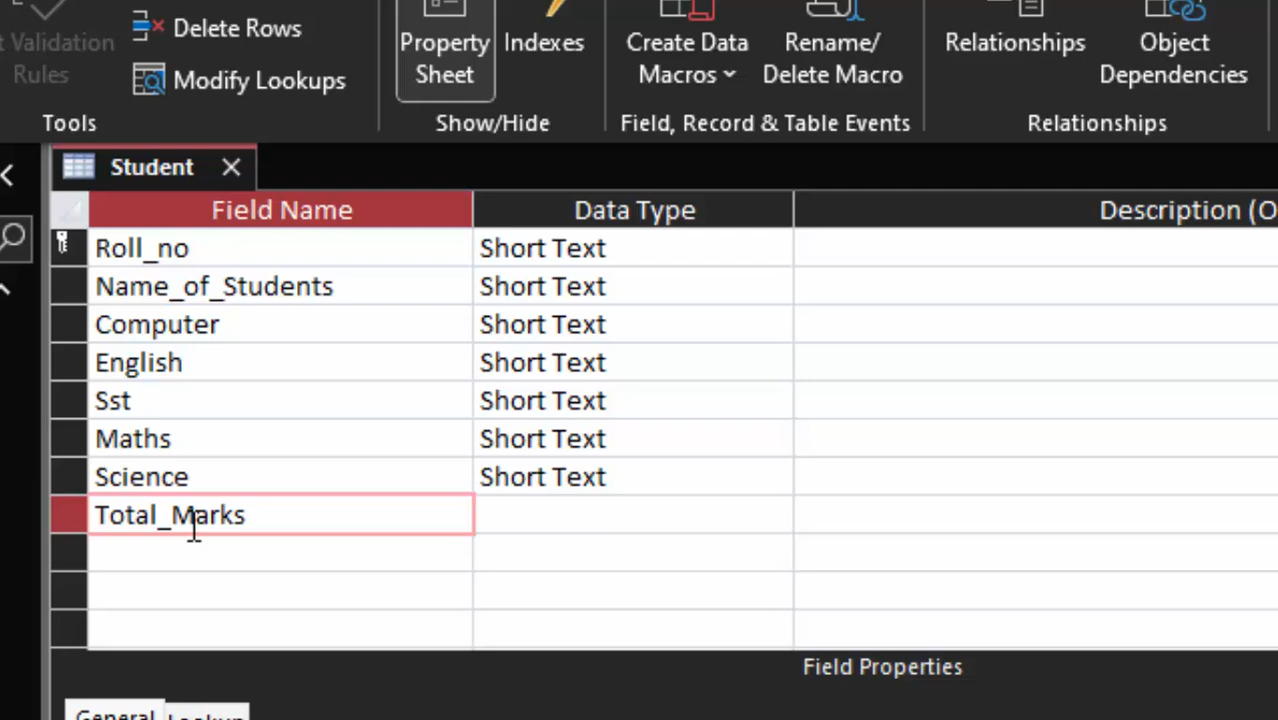 Delete Rows
t Validation
Rules
Modify Lookups
Property
Sheet
Indexes
Create Data
Macros
Rename/
Delete Macro
Relationships
Object
Dependencies
Tools
Show/Hide
Field, Record & Table Events
Relationships
Student
Field Name Data Type Description (O
Roll_no Short Text
Name_of_Students Short Text
Computer Short Text
English Short Text
Sst Short Text
Maths Short Text
Science Short Text
Total_Marks
Field Properties
General Lookup